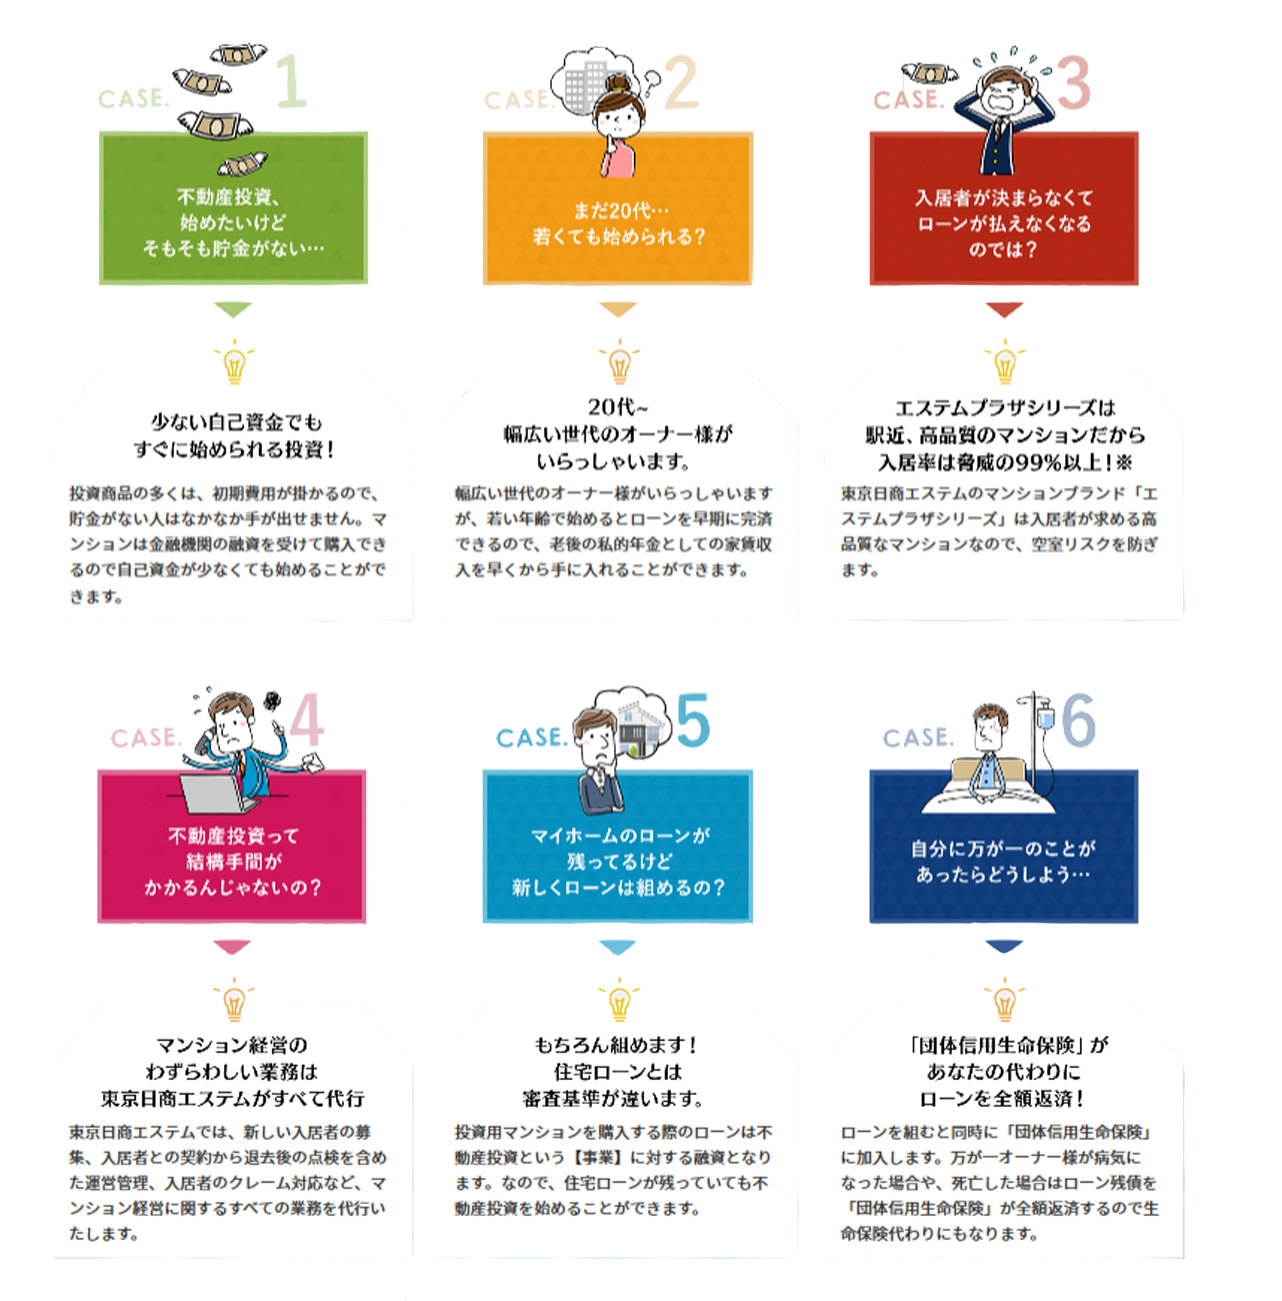 CASE. 1
不動産投資、
始めたいけど
そもそも貯金がない…
少ない自己資金でも
すぐに始められる投資！
投資商品の多くは、初期費用が掛かるので、
貯金がない人はなかなか手が出せません。マ
ンションは金融機関の融資を受けて購入でき
るので自己資金が少なくても始めることがで
きます。
CASE. 2
まだ20代…
若くても始められる？
20代~
幅広い世代のオーナー様が
いらっしゃいます。
幅広い世代のオーナー様がいらっしゃいます
が、若い年齢で始めるとローンを早期に完済
できるので、老後の私的年金としての家賃収
入を早くから手に入れることができます。
CASE. 3
入居者が決まらなくて
ローンが払えなくなる
のでは？
エステムプラザシリーズは
駅近、高品質のマンションだから
入居率は脅威の99%以上！※
東京日商エステムのマンションブランド「エ
ステムプラザシリーズ」は入居者が求める高
品質なマンションなので、空室リスクを防ぎ
ます。
CASE. 4
不動産投資って
結構手間が
かかるんじゃないの？
マンション経営の
わずらわしい業務は
東京日商エステムがすべて代行
東京日商エステムでは、新しい入居者の募
集、入居者との契約から退去後の点検を含め
た運営管理、入居者のクレーム対応など、マ
ンション経営に関するすべての業務を代行い
たします。
CASE. 5
マイホームのローンが
残ってるけど
新しくローンは組めるの？
もちろん組めます！
住宅ローンとは
審査基準が違います。
投資用マンションを購入する際のローンは不
動産投資という【事業】に対する融資となり
ます。なので、住宅ローンが残っていても不
動産投資を始めることができます。
CASE. 6
自分に万が一のことが
あったらどうしよう…
「団体信用生命保険」が
あなたの代わりに
ローンを全額返済！
ローンを組むと同時に「団体信用生命保険」
に加入します。万が一オーナー様が病気に
なった場合や、死亡した場合はローン残債を
「団体信用生命保険」が全額返済するので生
命保険代わりにもなります。